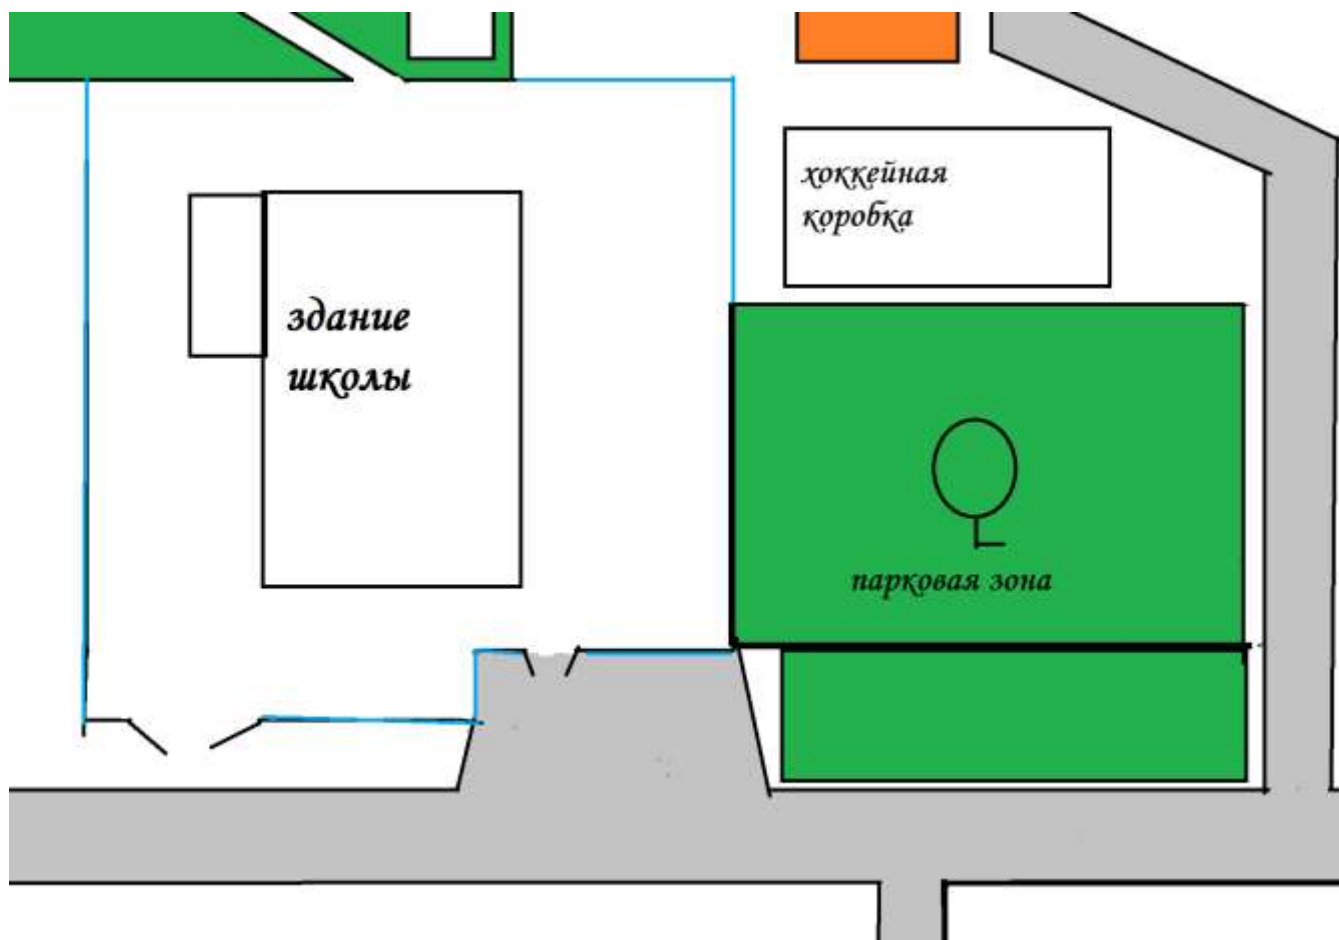 хоккейная
коробка
здание
школы
парковая зона